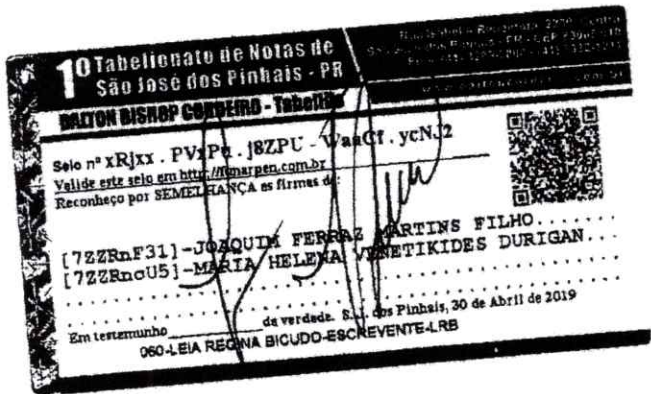 1º Tabelionato de Notas de
São José dos Pinhais - PR
DALTON BISHOP CORDEIRO - Tabelião
Selo nº xRjxx . PVxPu . j8ZPU - WaaCf . ycNJ2
Valide este selo em http://funarpen.com.br
Reconheço por SEMELHANÇA as firmas de:
[7ZZRnF31]-JOAQUIM FERRAZ MARTINS FILHO.......
[7ZZRnoU5]-MARIA HELENA VENETIKIDES DURIGAN...
Em testemunho__________da verdade. S.J. dos Pinhais, 30 de Abril de 2019
060-LEIA REGINA BICUDO-ESCREVENTE-LRB